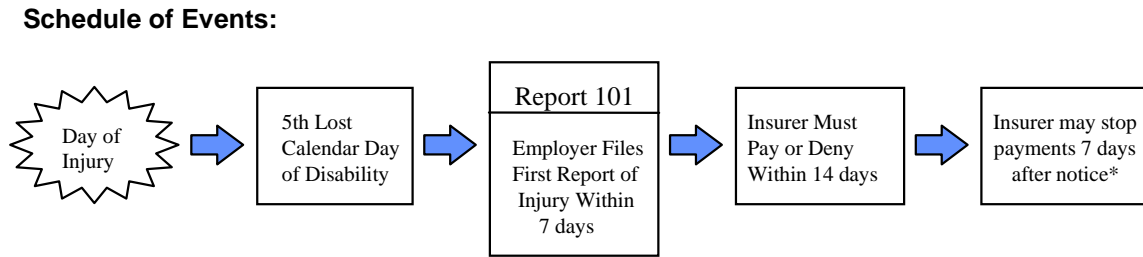 Schedule of Events:
Day of
Injury
5th Lost
Calendar Day
of Disability
Report 101
Employer Files
First Report of
Injury Within
7 days
Insurer Must
Pay or Deny
Within 14 days
Insurer may stop
payments 7 days
after notice*